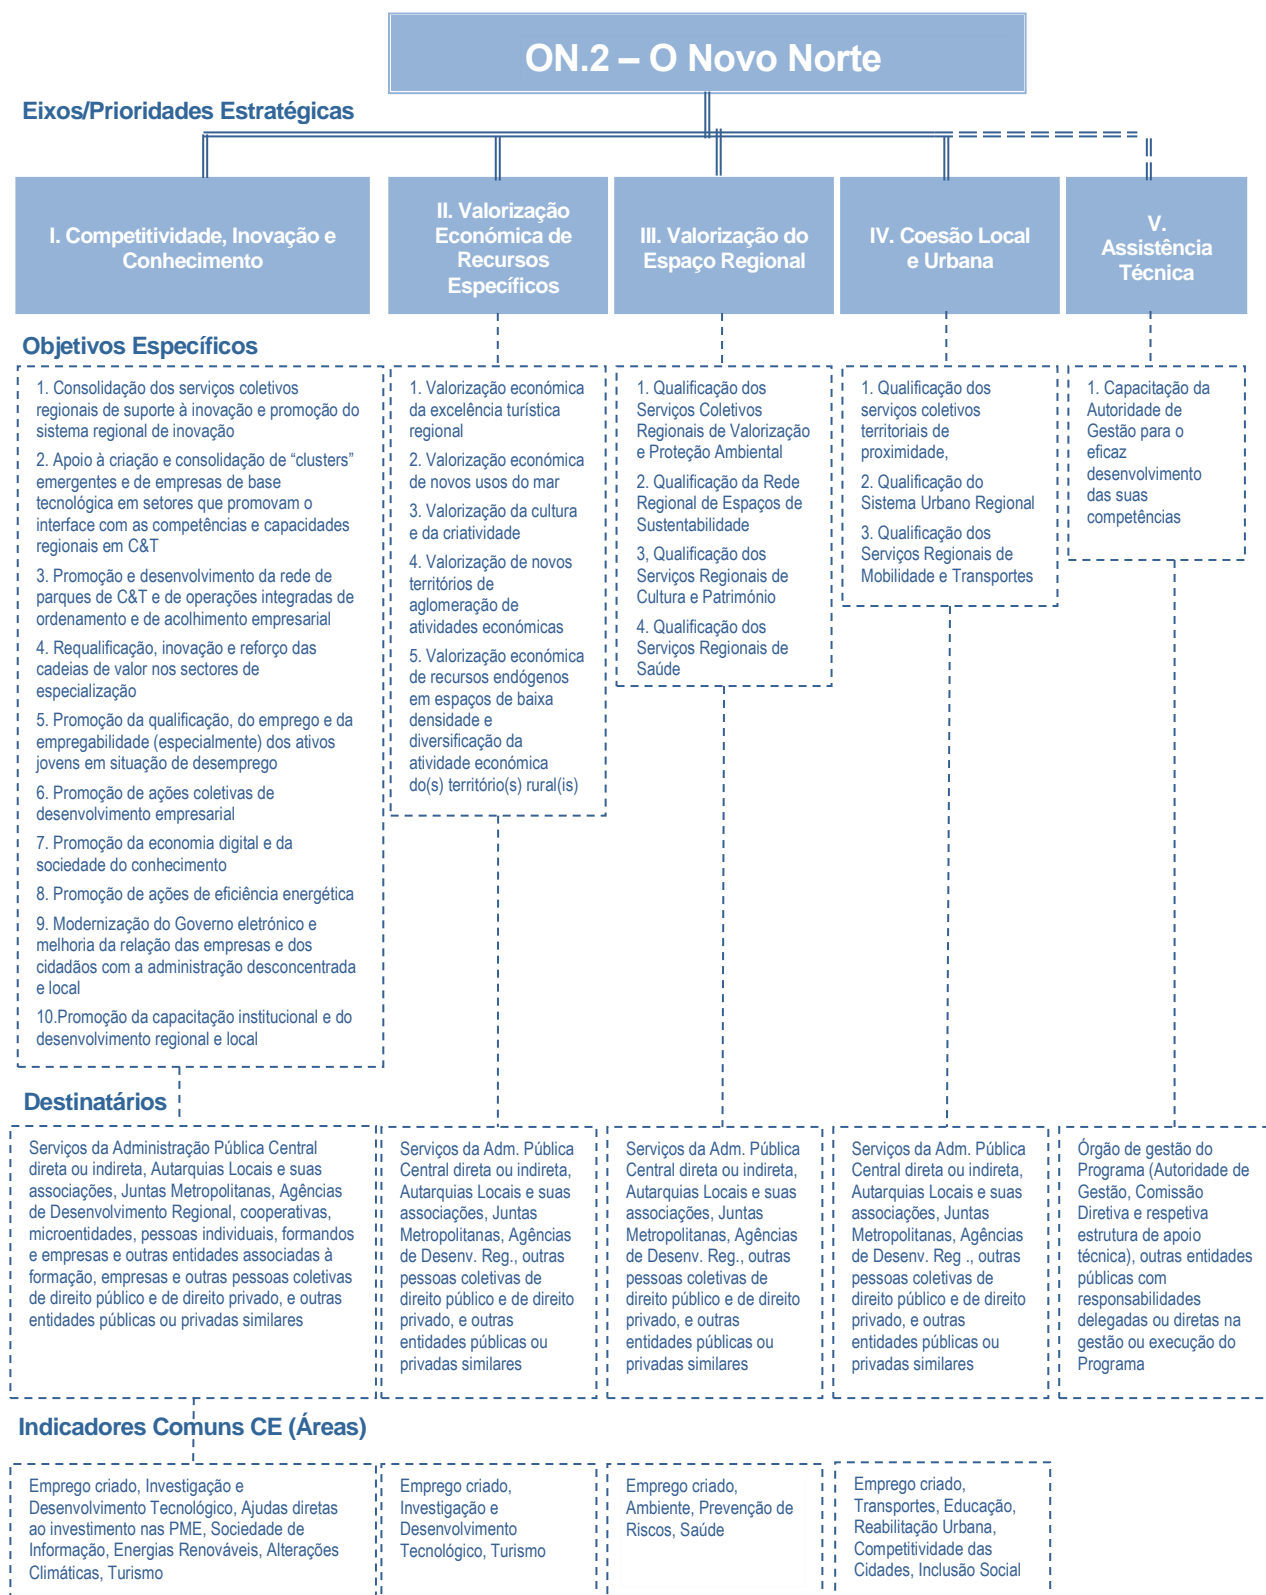 ON.2 – O Novo Norte
Eixos/Prioridades Estratégicas
I. Competitividade, Inovação e
Conhecimento
II. Valorização
Económica de
Recursos
Específicos
III. Valorização do
Espaço Regional
IV. Coesão Local
e Urbana
V.
Assistência
Técnica
Objetivos Específicos
1. Consolidação dos serviços coletivos
regionais de suporte à inovação e promoção do
sistema regional de inovação
2. Apoio à criação e consolidação de “clusters”
emergentes e de empresas de base
tecnológica em setores que promovam o
interface com as competências e capacidades
regionais em C&T
3. Promoção e desenvolvimento da rede de
parques de C&T e de operações integradas de
ordenamento e de acolhimento empresarial
4. Requalificação, inovação e reforço das
cadeias de valor nos sectores de
especialização
5. Promoção da qualificação, do emprego e da
empregabilidade (especialmente) dos ativos
jovens em situação de desemprego
6. Promoção de ações coletivas de
desenvolvimento empresarial
7. Promoção da economia digital e da
sociedade do conhecimento
8. Promoção de ações de eficiência energética
9. Modernização do Governo eletrónico e
melhoria da relação das empresas e dos
cidadãos com a administração desconcentrada
e local
10.Promoção da capacitação institucional e do
desenvolvimento regional e local
1. Valorização económica
da excelência turística
regional
2. Valorização económica
de novos usos do mar
3. Valorização da cultura
e da criatividade
4. Valorização de novos
territórios de
aglomeração de
atividades económicas
5. Valorização económica
de recursos endógenos
em espaços de baixa
densidade e
diversificação da
atividade económica
do(s) território(s) rural(is)
1. Qualificação dos
Serviços Coletivos
Regionais de Valorização
e Proteção Ambiental
2. Qualificação da Rede
Regional de Espaços de
Sustentabilidade
3, Qualificação dos
Serviços Regionais de
Cultura e Património
4. Qualificação dos
Serviços Regionais de
Saúde
1. Qualificação dos
serviços coletivos
territoriais de
proximidade,
2. Qualificação do
Sistema Urbano Regional
3. Qualificação dos
Serviços Regionais de
Mobilidade e Transportes
1. Capacitação da
Autoridade de
Gestão para o
eficaz
desenvolvimento
das suas
competências
Destinatários
Serviços da Administração Pública Central
direta ou indireta, Autarquias Locais e suas
associações, Juntas Metropolitanas, Agências
de Desenvolvimento Regional, cooperativas,
microentidades, pessoas individuais, formandos
e empresas e outras entidades associadas à
formação, empresas e outras pessoas coletivas
de direito público e de direito privado, e outras
entidades públicas ou privadas similares
Serviços da Adm. Pública
Central direta ou indireta,
Autarquias Locais e suas
associações, Juntas
Metropolitanas, Agências
de Desenv. Reg., outras
pessoas coletivas de
direito público e de direito
privado, e outras
entidades públicas ou
privadas similares
Serviços da Adm. Pública
Central direta ou indireta,
Autarquias Locais e suas
associações, Juntas
Metropolitanas, Agências
de Desenv. Reg., outras
pessoas coletivas de
direito público e de direito
privado, e outras
entidades públicas ou
privadas similares
Serviços da Adm. Pública
Central direta ou indireta,
Autarquias Locais e suas
associações, Juntas
Metropolitanas, Agências
de Desenv. Reg ., outras
pessoas coletivas de
direito público e de direito
privado, e outras
entidades públicas ou
privadas similares
Órgão de gestão do
Programa (Autoridade de
Gestão, Comissão
Diretiva e respetiva
estrutura de apoio
técnica), outras entidades
públicas com
responsabilidades
delegadas ou diretas na
gestão ou execução do
Programa
Indicadores Comuns CE (Áreas)
Emprego criado, Investigação e
Desenvolvimento Tecnológico, Ajudas diretas
ao investimento nas PME, Sociedade de
Informação, Energias Renováveis, Alterações
Climáticas, Turismo
Emprego criado,
Investigação e
Desenvolvimento
Tecnológico, Turismo
Emprego criado,
Ambiente, Prevenção de
Riscos, Saúde
Emprego criado,
Transportes, Educação,
Reabilitação Urbana,
Competitividade das
Cidades, Inclusão Social